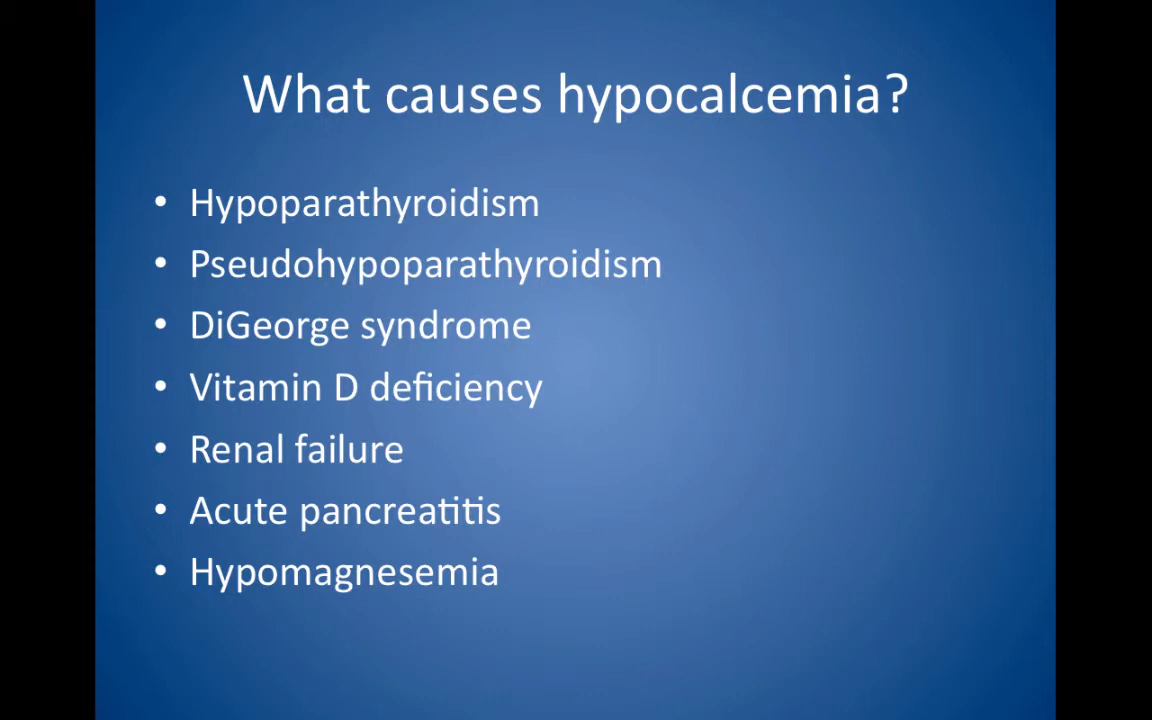 What causes hypocalcemia?
• Hypoparathyroidism
• Pseudohypoparathyroidism
• DiGeorge syndrome
• Vitamin D deficiency
• Renal failure
• Acute pancreatitis
• Hypomagnesemia